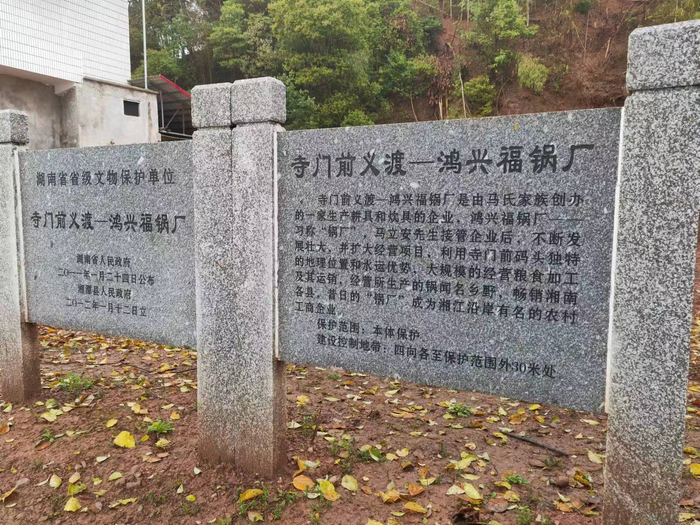 湖南省省级文物保护单位
寺门前义渡—鸿兴福锅厂
湖南省人民政府
二〇一一年一月二十四日公布
湘潭县人民政府
二〇一二年一月十二日立
寺门前义渡—鸿兴福锅厂
寺门前义渡—鸿兴福锅厂是由马氏家族创办
的一家生产耕具和炊具的企业，鸿兴福锅厂——
习称“锅厂”，马立安先生接管企业后，不断发
展壮大，并扩大经营项目，利用寺门前码头独特
的地理位置和水运优势，大规模的经营粮食加工
及其运销，经营所生产的锅闻名乡野，畅销湘南
各县，昔日的“锅厂”成为湘江沿岸有名的农村
工商企业。
保护范围：本体保护
建设控制地带：四向各至保护范围外30米处